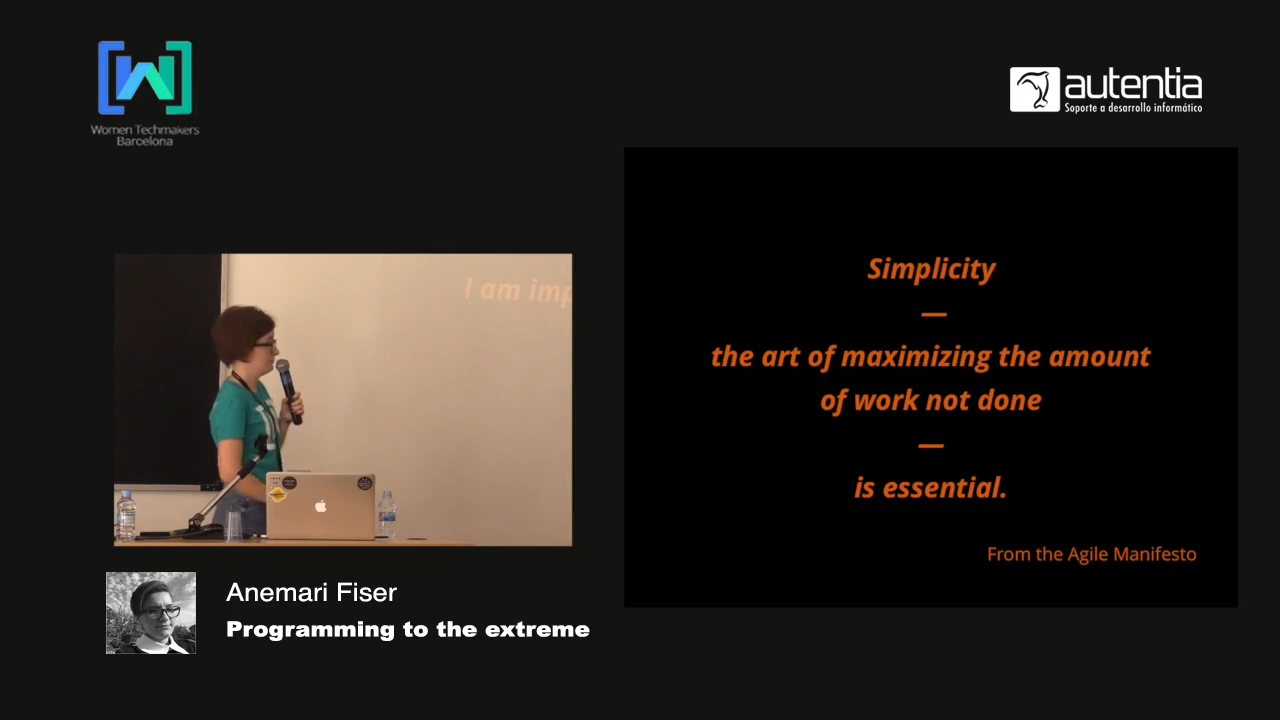 Women Techmakers
Barcelona
autentia
Soporte a desarrollo informático
I am imp
Simplicity
—
the art of maximizing the amount
of work not done
—
is essential.
From the Agile Manifesto
Anemari Fiser
Programming to the extreme